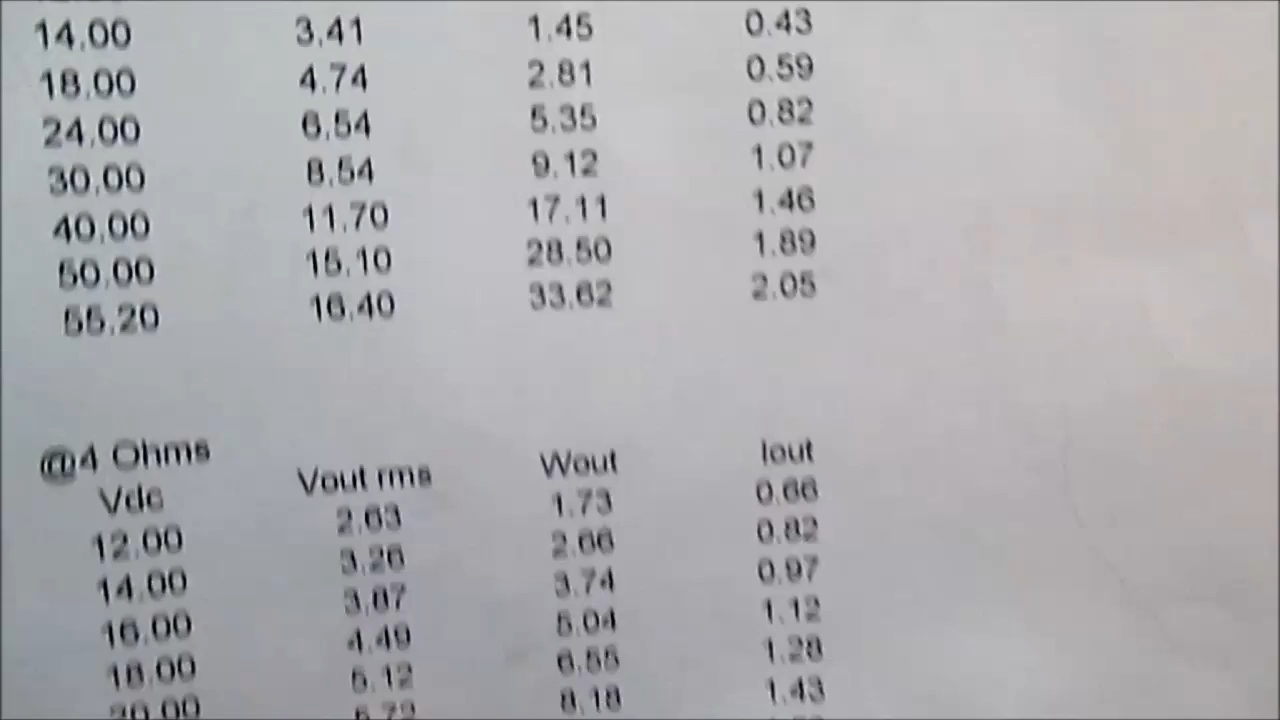 14.00 3.41 1.45 0.43
18.00 4.74 2.81 0.59
24.00 6.54 5.35 0.82
30.00 8.54 9.12 1.07
40.00 11.70 17.11 1.46
50.00 15.10 28.50 1.89
55.20 16.40 33.62 2.05
@4 Ohms
Vdc Vout rms Wout Iout
12.00 2.63 1.73 0.66
14.00 3.26 2.66 0.82
16.00 3.87 3.74 0.97
18.00 4.49 5.04 1.12
20.00 5.12 6.55 1.28
5.72 8.18 1.43